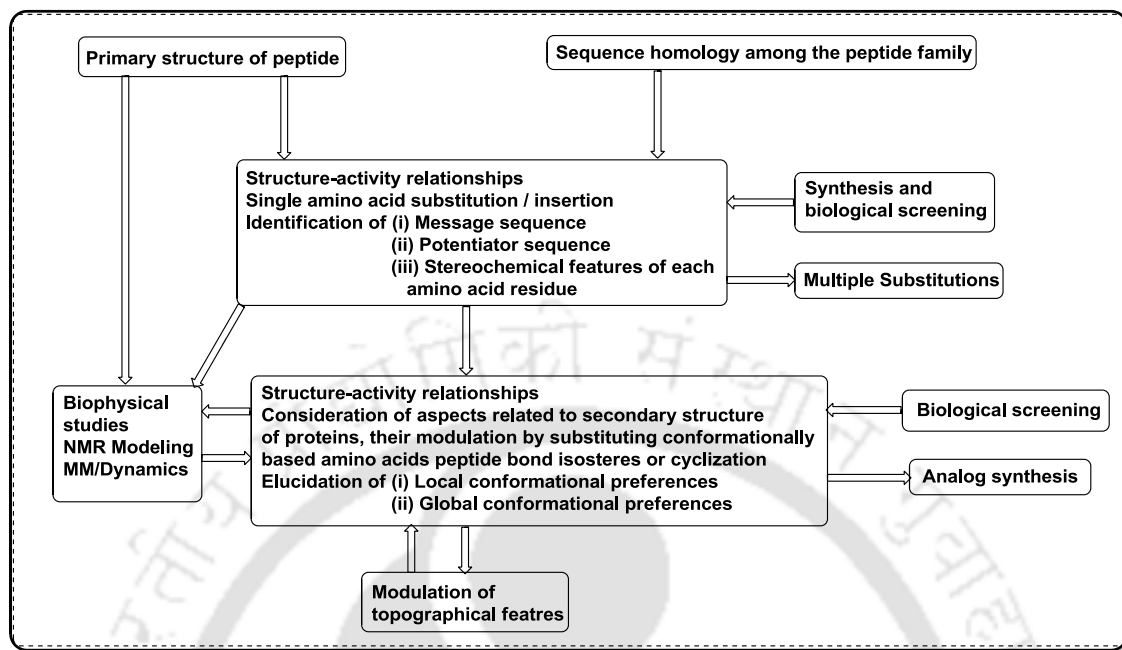 Primary structure of peptide
Sequence homology among the peptide family
Structure-activity relationships
Single amino acid substitution / insertion
Identification of (i) Message sequence
(ii) Potentiator sequence
(iii) Stereochemical features of each
amino acid residue
Synthesis and
biological screening
Multiple Substitutions
Biophysical
studies
NMR Modeling
MM/Dynamics
Structure-activity relationships
Consideration of aspects related to secondary structure
of proteins, their modulation by substituting conformationally
based amino acids peptide bond isosteres or cyclization
Elucidation of (i) Local conformational preferences
(ii) Global conformational preferences
Biological screening
Analog synthesis
Modulation of
topographical featres